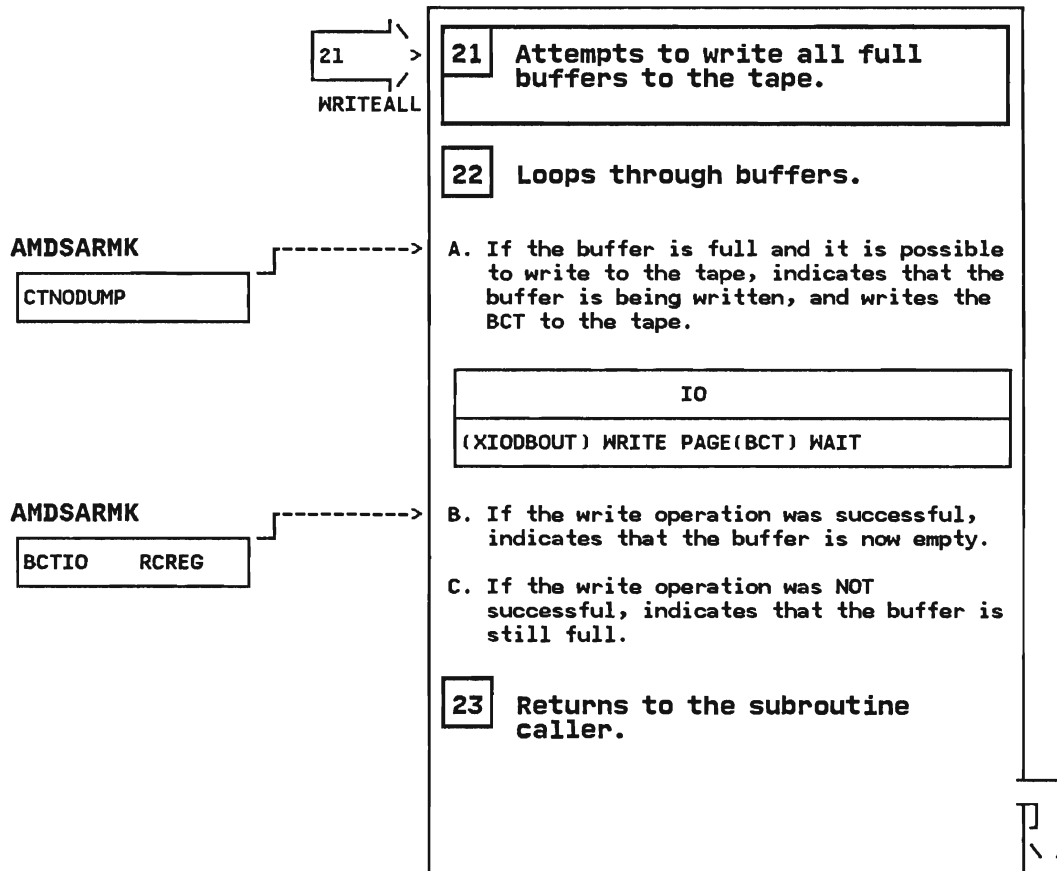 21 >
WRITEALL
21 Attempts to write all full
buffers to the tape.
22 Loops through buffers.
AMDSARMK
CTNODUMP
A. If the buffer is full and it is possible
to write to the tape, indicates that the
buffer is being written, and writes the
BCT to the tape.
IO
(XIODBOUT) WRITE PAGE(BCT) WAIT
AMDSARMK
BCTIO RCREG
B. If the write operation was successful,
indicates that the buffer is now empty.
C. If the write operation was NOT
successful, indicates that the buffer is
still full.
23 Returns to the subroutine
caller.